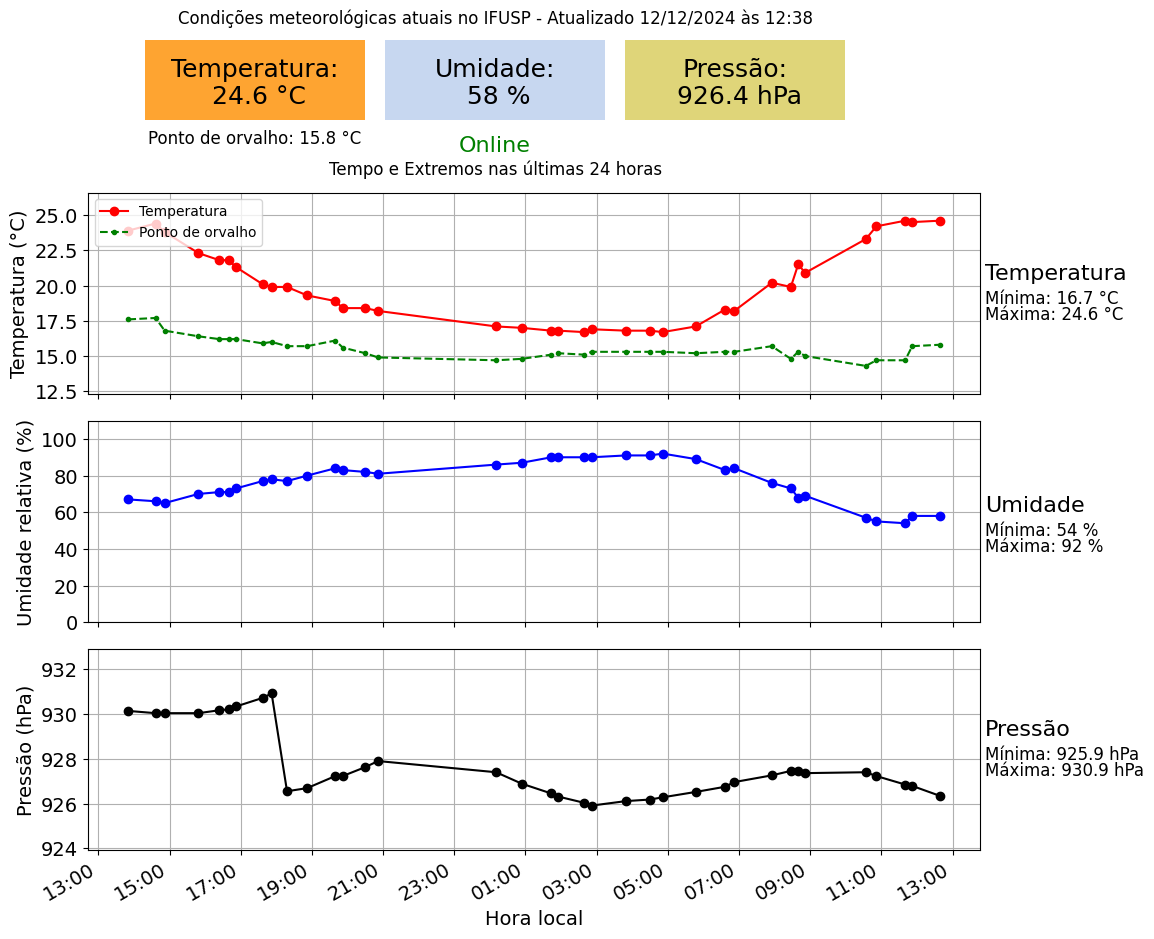 Condições meteorológicas atuais no IFUSP - Atualizado 12/12/2024 às 12:38
Temperatura:
24.6 °C
Umidade:
58 %
Pressão:
926.4 hPa
Ponto de orvalho: 15.8 °C
Online
Tempo e Extremos nas últimas 24 horas
Temperatura (°C)
25.0
22.5
20.0
17.5
15.0
12.5
Temperatura
Ponto de orvalho
Temperatura
Mínima: 16.7 °C
Máxima: 24.6 °C
Umidade relativa (%)
100
80
60
40
20
0
Umidade
Mínima: 54 %
Máxima: 92 %
Pressão (hPa)
932
930
928
926
924
Pressão
Mínima: 925.9 hPa
Máxima: 930.9 hPa
13:00 15:00 17:00 19:00 21:00 23:00 01:00 03:00 05:00 07:00 09:00 11:00 13:00
Hora local